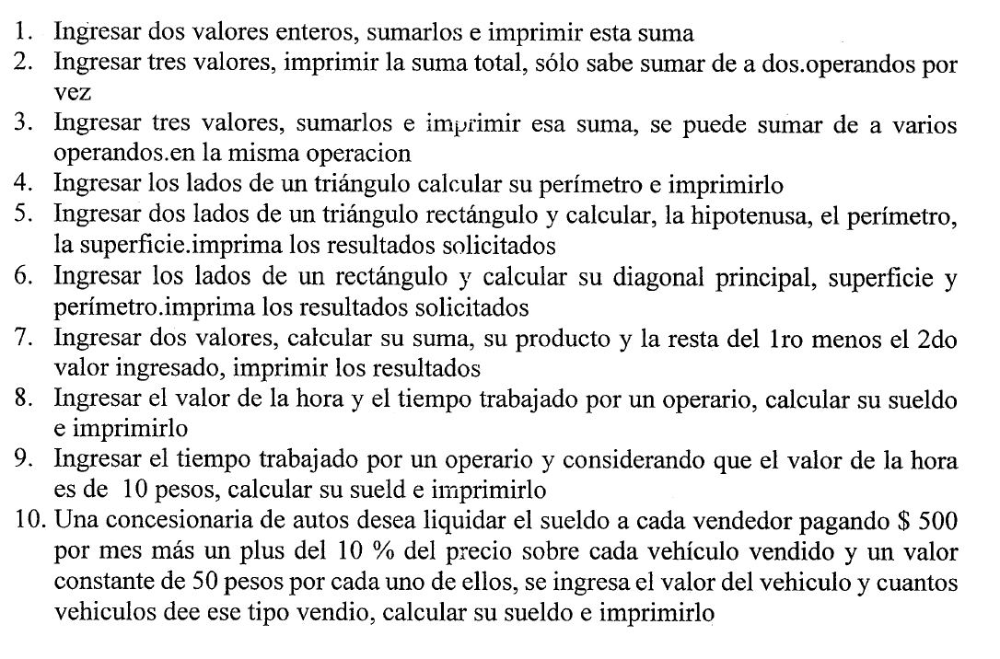 1. Ingresar dos valores enteros, sumarlos e imprimir esta suma
2. Ingresar tres valores, imprimir la suma total, sólo sabe sumar de a dos.operandos por
vez
3. Ingresar tres valores, sumarlos e imprimir esa suma, se puede sumar de a varios
operandos.en la misma operacion
4. Ingresar los lados de un triángulo calcular su perímetro e imprimirlo
5. Ingresar dos lados de un triángulo rectángulo y calcular, la hipotenusa, el perímetro,
la superficie.imprima los resultados solicitados
6. Ingresar los lados de un rectángulo y calcular su diagonal principal, superficie y
perímetro.imprima los resultados solicitados
7. Ingresar dos valores, calcular su suma, su producto y la resta del 1ro menos el 2do
valor ingresado, imprimir los resultados
8. Ingresar el valor de la hora y el tiempo trabajado por un operario, calcular su sueldo
e imprimirlo
9. Ingresar el tiempo trabajado por un operario y considerando que el valor de la hora
es de 10 pesos, calcular su sueld e imprimirlo
10. Una concesionaria de autos desea liquidar el sueldo a cada vendedor pagando $ 500
por mes más un plus del 10 % del precio sobre cada vehículo vendido y un valor
constante de 50 pesos por cada uno de ellos, se ingresa el valor del vehiculo y cuantos
vehiculos dee ese tipo vendio, calcular su sueldo e imprimirlo